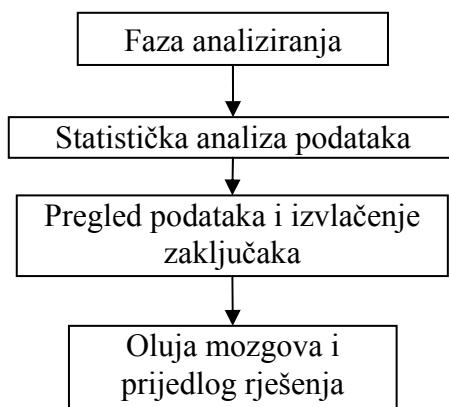 Faza analiziranja
Statistička analiza podataka
Pregled podataka i izvlačenje
zaključaka
Oluja mozgova i
prijedlog rješenja